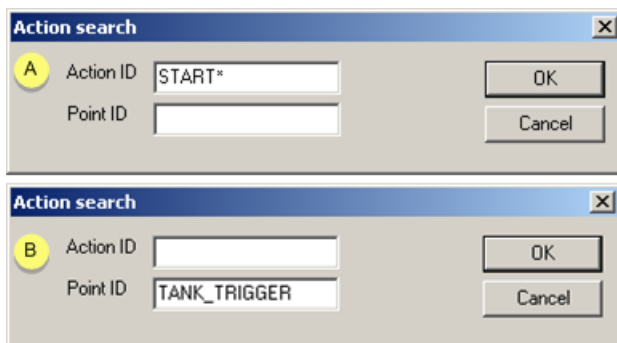 Action search
A Action ID START* OK
Point ID Cancel
Action search
B Action ID OK
Point ID TANK_TRIGGER Cancel